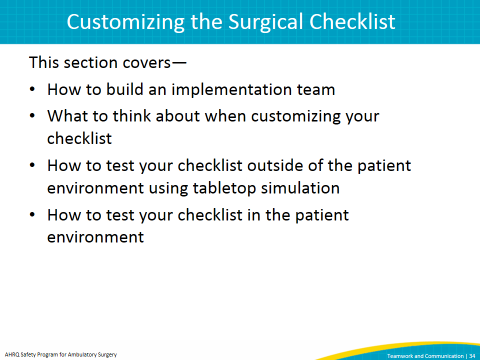 Customizing the Surgical Checklist
This section covers—
• How to build an implementation team
• What to think about when customizing your
checklist
• How to test your checklist outside of the patient
environment using tabletop simulation
• How to test your checklist in the patient
environment
AHRQ Safety Program for Ambulatory Surgery
Teamwork and Communication | 34